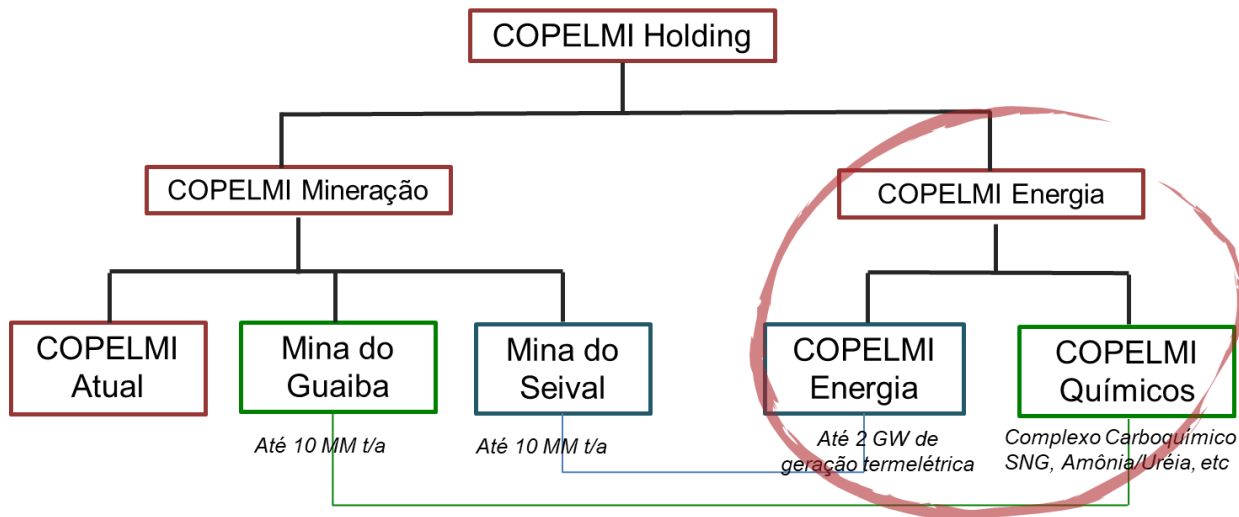 COPELMI Holding
COPELMI Mineração
COPELMI Energia
COPELMI
Atual
Mina do
Guaiba
Mina do
Seival
COPELMI
Energia
COPELMI
Químicos
Até 10 MM t/a
Até 10 MM t/a
Até 2 GW de
geração termelétrica
Complexo Carboquímico
SNG, Amônia/Uréia, etc